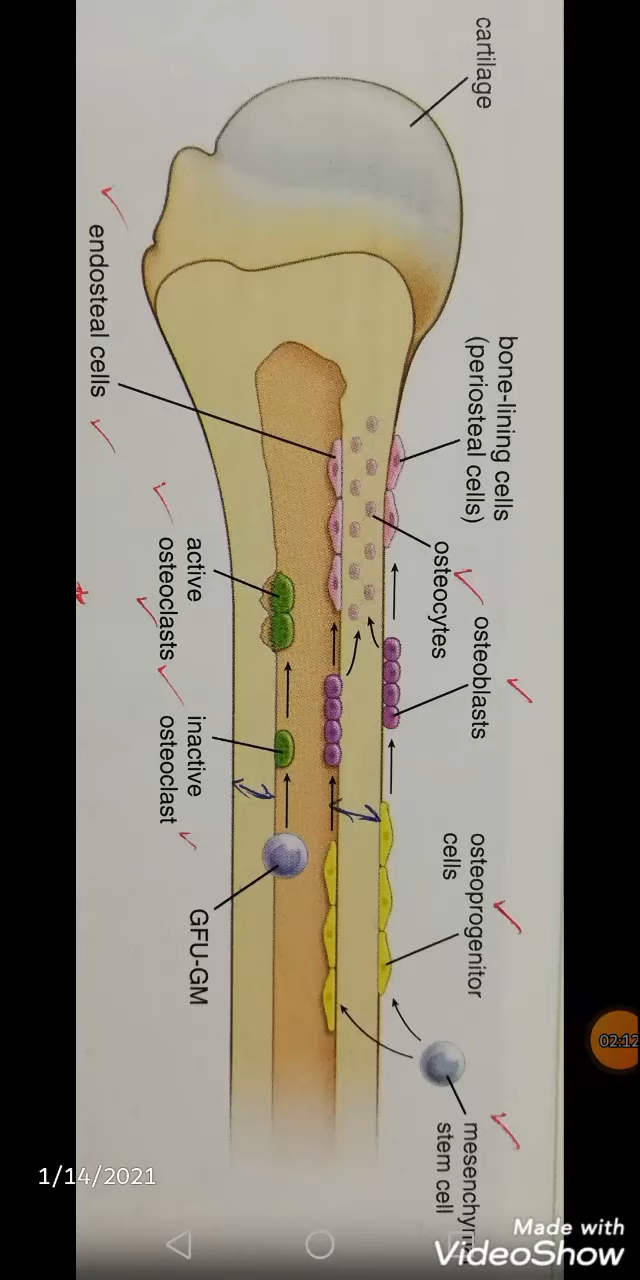 cartilage
bone-lining cells
(periosteal cells)
osteocytes
osteoblasts
osteoprogenitor
cells
stem cell
endosteal cells
active
osteoclasts
inactive
osteoclast
GFU-GM
02:12
1/14/2021
Made with
VideoShow